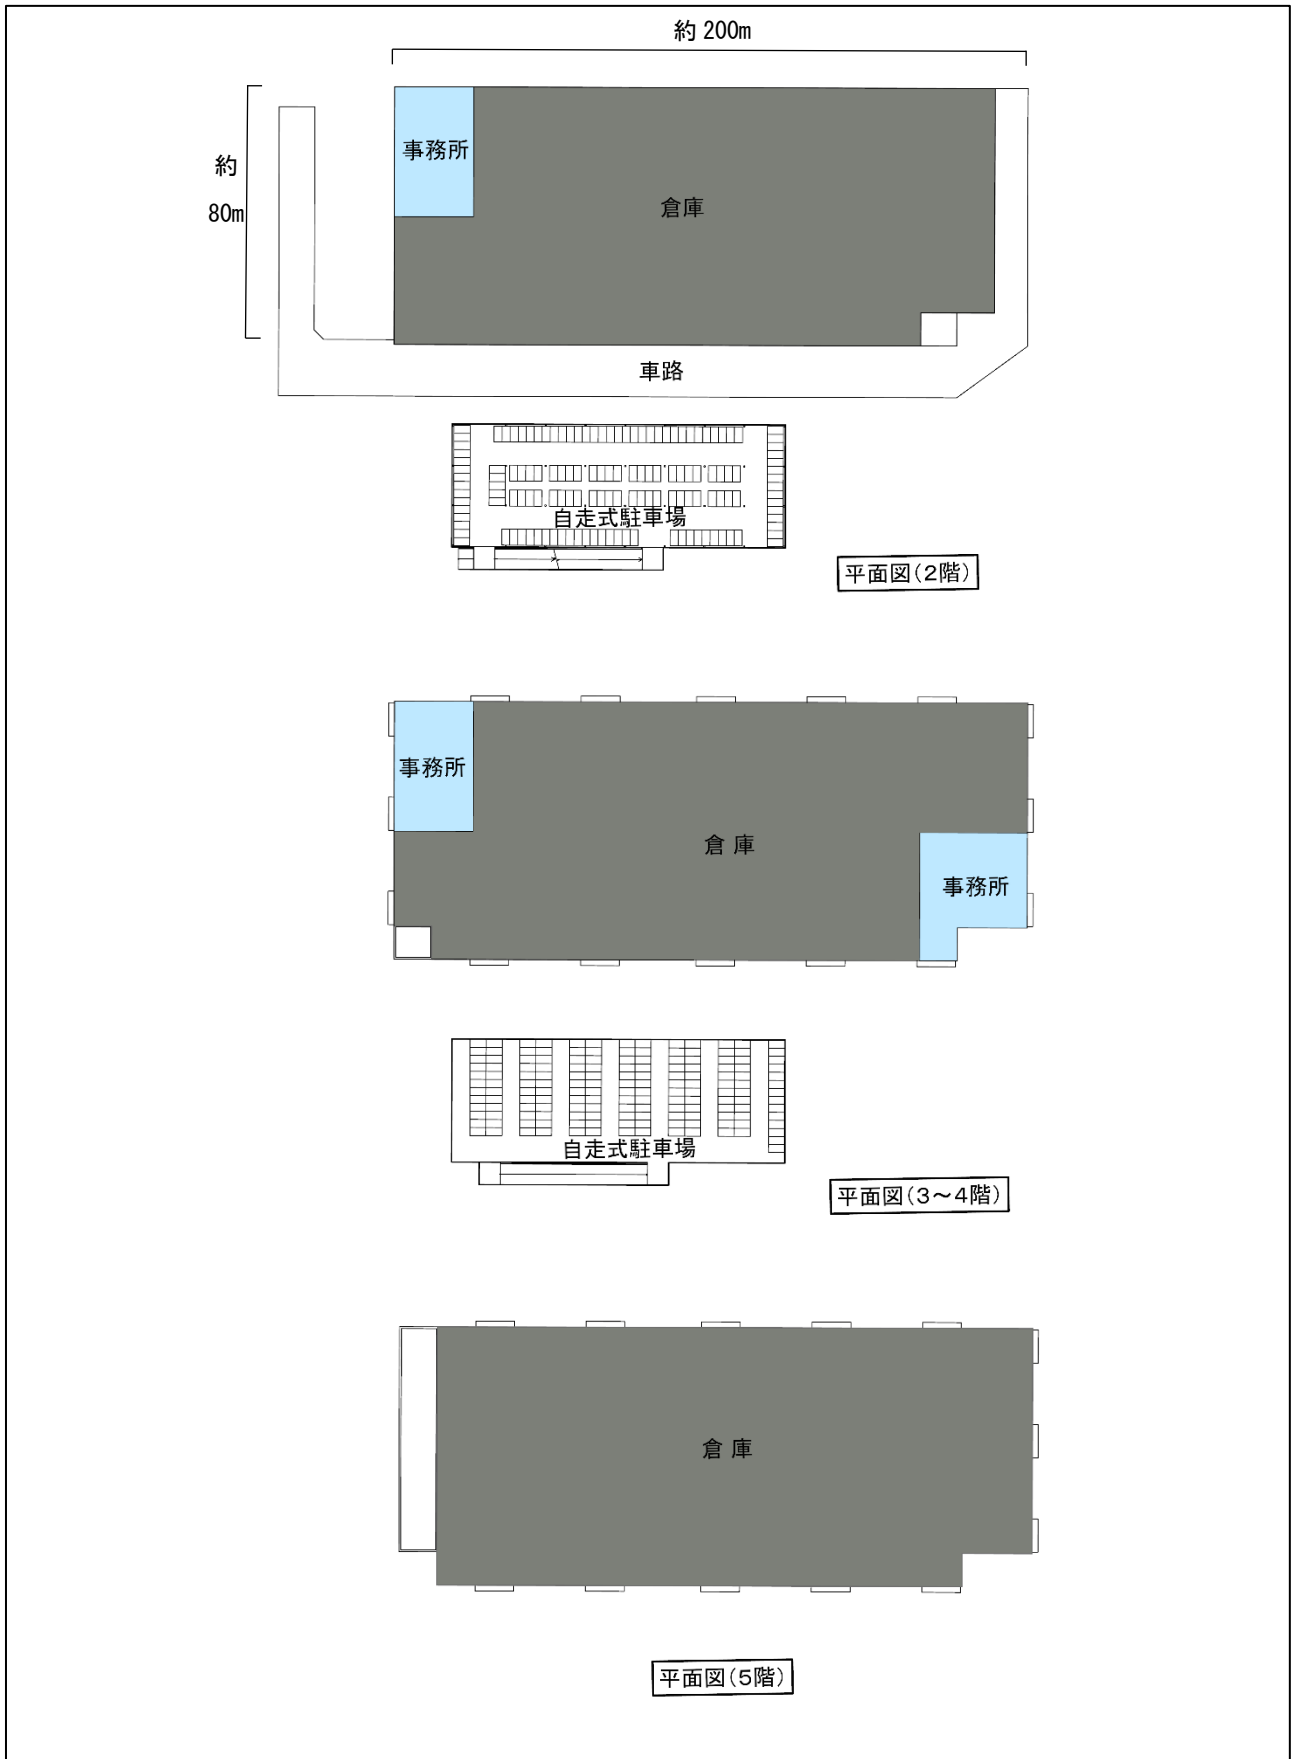 約 200m
約
80m
事務所
倉庫
車路
自走式駐車場
平面図(2階)
事務所
倉 庫
事務所
自走式駐車場
平面図(3~4階)
倉 庫
平面図(5階)